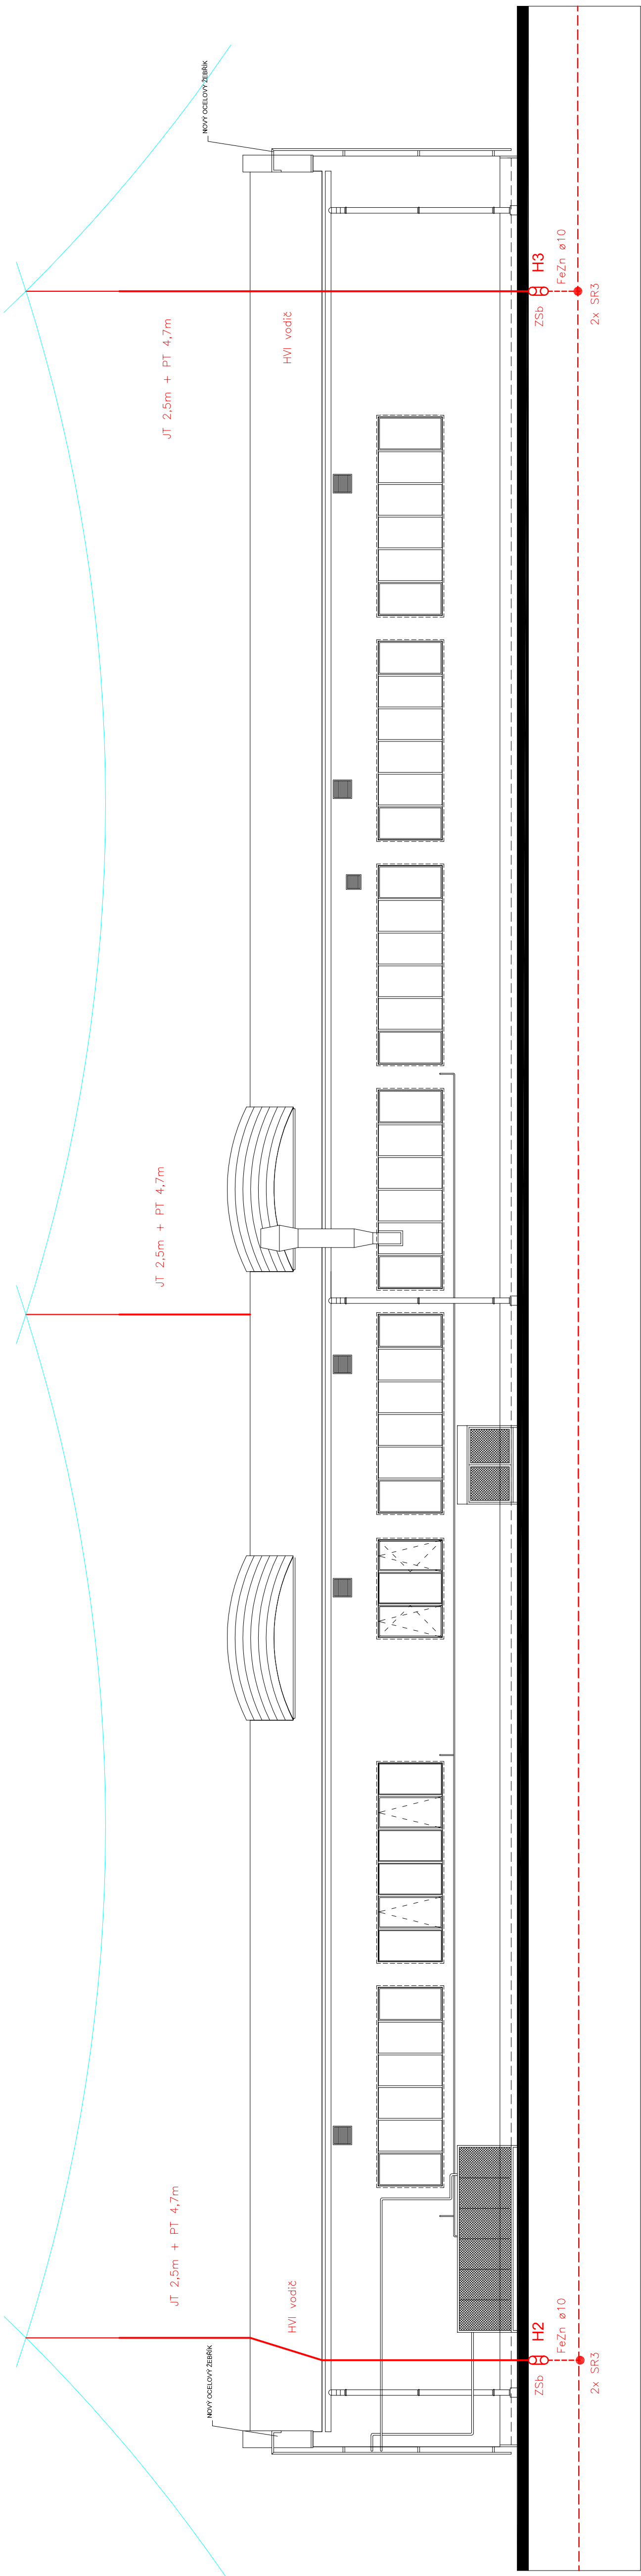 NOVÝ OCELOVÝ ŽEBŘÍK
JT 2,5m + PT 4,7m
HVI vodič
ZSb
H3
FeZn ø10
2x SR3
JT 2,5m + PT 4,7m
JT 2,5m + PT 4,7m
HVI vodič
NOVÝ OCELOVÝ ŽEBŘÍK
ZSb
H2
FeZn ø10
2x SR3